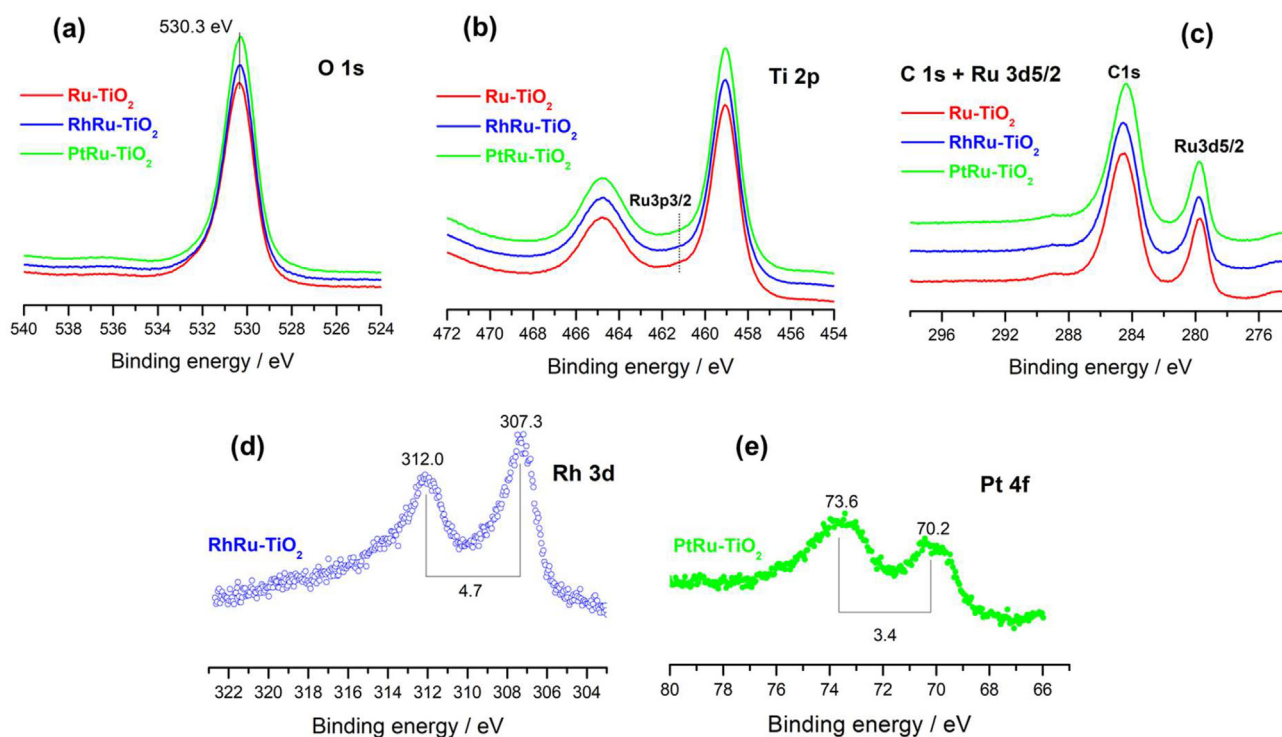 (a)
530.3 eV
O 1s
Ru-TiO₂
RhRu-TiO₂
PtRu-TiO₂
540 538 536 534 532 530 528 526 524
Binding energy / eV
(b)
Ti 2p
Ru-TiO₂
RhRu-TiO₂
PtRu-TiO₂
Ru3p3/2
472 470 468 466 464 462 460 458 456 454
Binding energy / eV
(c)
C 1s + Ru 3d5/2
C1s
Ru-TiO₂
RhRu-TiO₂
PtRu-TiO₂
Ru3d5/2
296 292 288 284 280 276
Binding energy / eV
(d)
307.3
312.0
Rh 3d
RhRu-TiO₂
4.7
322 320 318 316 314 312 310 308 306 304
Binding energy / eV
(e)
Pt 4f
73.6
70.2
PtRu-TiO₂
3.4
80 78 76 74 72 70 68 66
Binding energy / eV